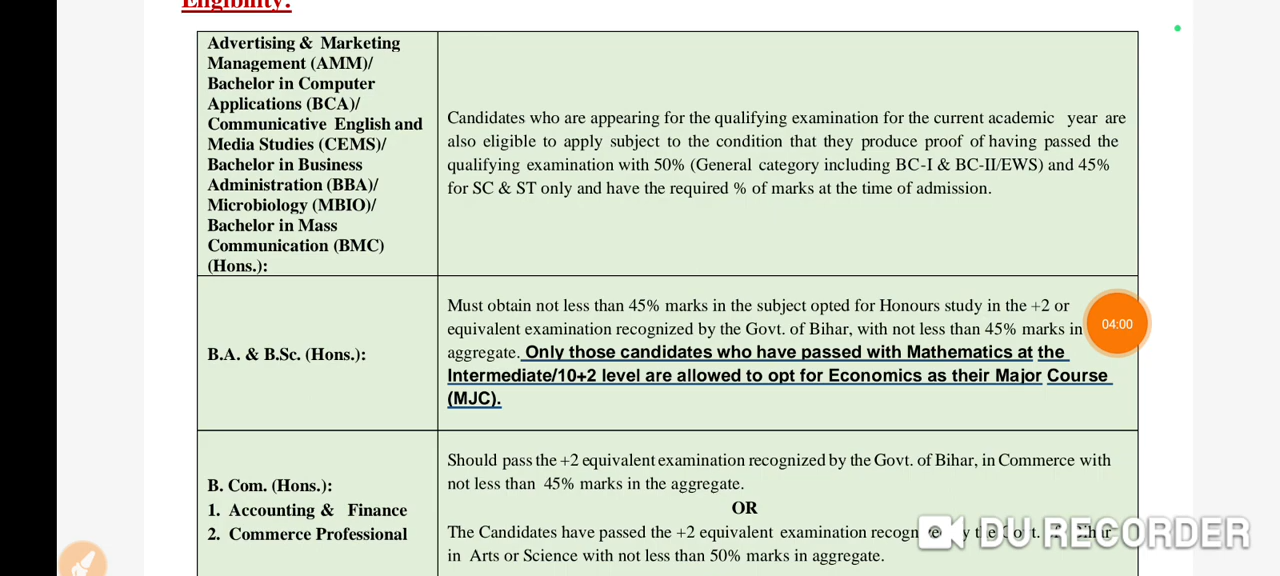 Eligibility:
Advertising & Marketing
Management (AMM)/
Bachelor in Computer
Applications (BCA)/
Communicative English and
Media Studies (CEMS)/
Bachelor in Business
Administration (BBA)/
Microbiology (MBIO)/
Bachelor in Mass
Communication (BMC)
(Hons.):
Candidates who are appearing for the qualifying examination for the current academic year are
also eligible to apply subject to the condition that they produce proof of having passed the
qualifying examination with 50% (General category including BC-I & BC-II/EWS) and 45%
for SC & ST only and have the required % of marks at the time of admission.
B.A. & B.Sc. (Hons.):
Must obtain not less than 45% marks in the subject opted for Honours study in the +2 or
equivalent examination recognized by the Govt. of Bihar, with not less than 45% marks in
aggregate. Only those candidates who have passed with Mathematics at the
Intermediate/10+2 level are allowed to opt for Economics as their Major Course
(MJC).
04:00
B. Com. (Hons.):
1. Accounting & Finance
2. Commerce Professional
Should pass the +2 equivalent examination recognized by the Govt. of Bihar, in Commerce with
not less than 45% marks in the aggregate.
OR
The Candidates have passed the +2 equivalent examination recognized by the Govt. of Bihar
in Arts or Science with not less than 50% marks in aggregate.
DU RECORDER